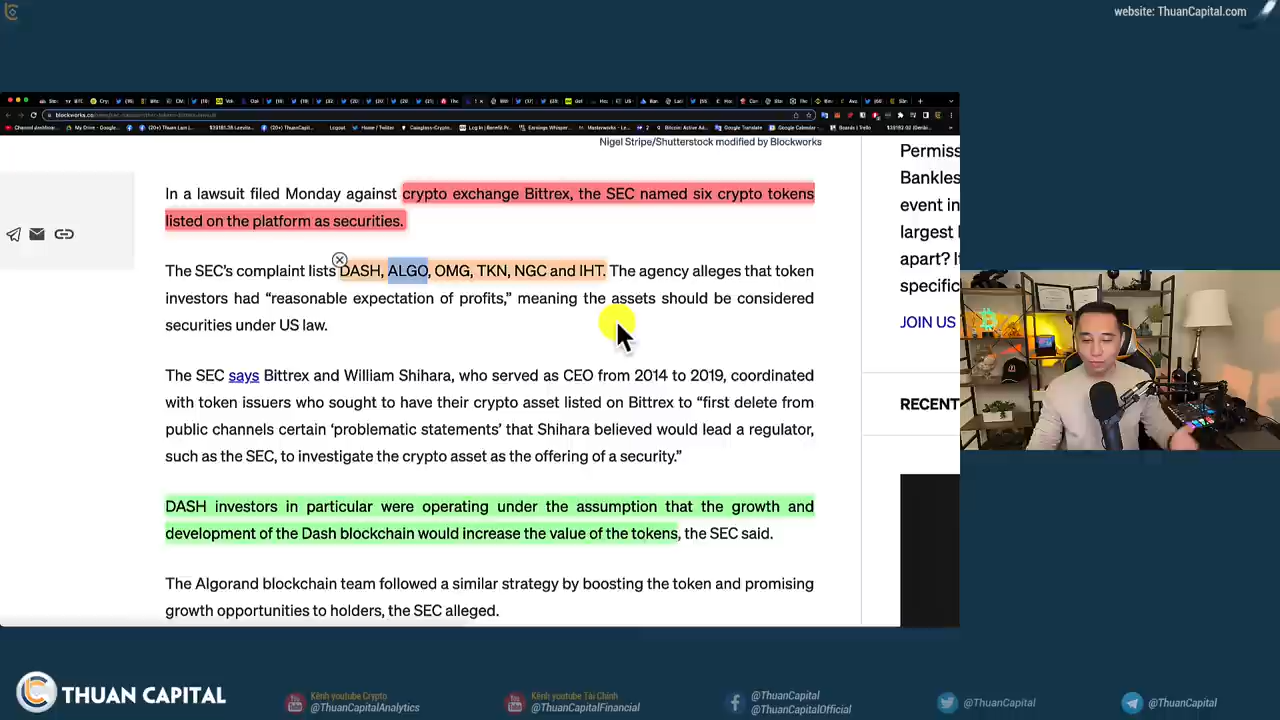 website: ThuanCapital.com
Nigel Stripe/Shutterstock modified by Blockworks
In a lawsuit filed Monday against crypto exchange Bittrex, the SEC named six crypto tokens
listed on the platform as securities.
The SEC's complaint lists DASH, ALGO, OMG, TKN, NGC and IHT. The agency alleges that token
investors had “reasonable expectation of profits,” meaning the assets should be considered
securities under US law.
The SEC says Bittrex and William Shihara, who served as CEO from 2014 to 2019, coordinated
with token issuers who sought to have their crypto asset listed on Bittrex to “first delete from
public channels certain ‘problematic statements’ that Shihara believed would lead a regulator,
such as the SEC, to investigate the crypto asset as the offering of a security.”
DASH investors in particular were operating under the assumption that the growth and
development of the Dash blockchain would increase the value of the tokens, the SEC said.
The Algorand blockchain team followed a similar strategy by boosting the token and promising
growth opportunities to holders, the SEC alleged.
Permiss
Bankles
event in
largest
apart? I
specific
JOIN US
RECENT
THUAN CAPITAL
Kênh youtube Crypto
@ThuanCapitalAnalytics
Kênh youtube Tài Chính
@ThuanCapitalFinancial
@ThuanCapital
@ThuanCapitalOfficial
@ThuanCapital
@ThuanCapital